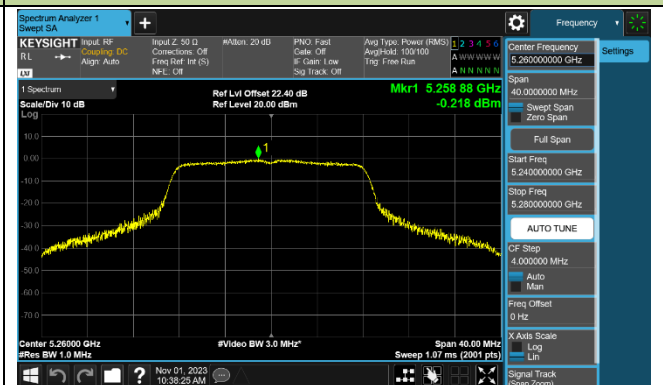 Spectrum Analyzer 1
Swept SA
+
Frequency
KEYSIGHT
Input: RF
Coupling: DC
Align: Auto
Input Z: 50 Ω
Corrections: Off
Freq Ref: Int (S)
NFE: Off
#Atten: 20 dB
PNO: Fast
Gate: Off
IF Gain: Low
Sig Track: Off
Avg Type: Power (RMS)
Avg|Hold: 100/100
Trig: Free Run
1 2 3 4 5 6
A W W W W W
A N N N N N
RL
LXI
1 Spectrum
Scale/Div 10 dB
Log
Ref Lvl Offset 22.40 dB
Ref Level 20.00 dBm
Mkr1 5.258 88 GHz
-0.218 dBm
1
10.0
0.00
-10.0
-20.0
-30.0
-40.0
-50.0
-60.0
-70.0
Center 5.26000 GHz
#Res BW 1.0 MHz
#Video BW 3.0 MHz*
Span 40.00 MHz
Sweep 1.07 ms (2001 pts)
Nov 01, 2023
10:38:25 AM
?
Center Frequency
5.260000000 GHz
Settings
Span
40.0000000 MHz
Swept Span
Zero Span
Full Span
Start Freq
5.240000000 GHz
Stop Freq
5.280000000 GHz
AUTO TUNE
CF Step
4.000000 MHz
Auto
Man
Freq Offset
0 Hz
X Axis Scale
Log
Lin
Signal Track
(Span Zoom)